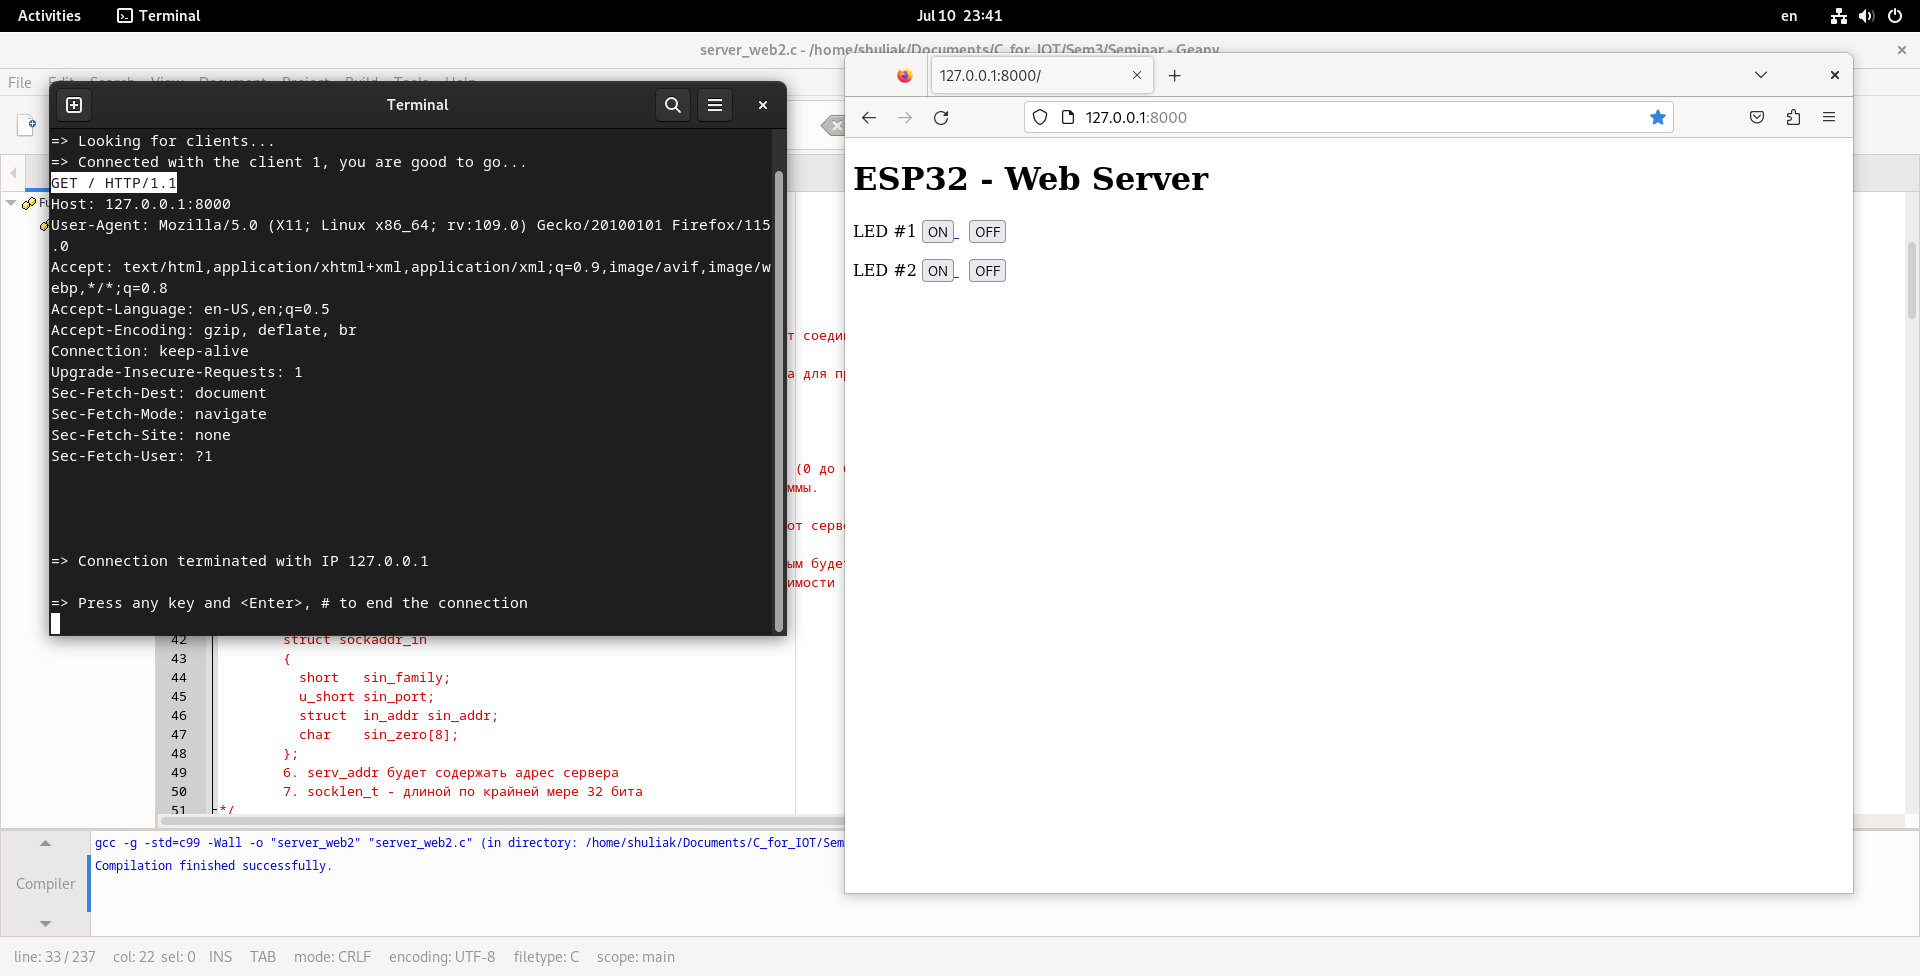 Activities
Terminal
Jul 10 23:41
en
server_web2.c - /home/shuliak/Documents/C_for_IOT/Sem3/Seminar - Geany
File Edit Search View Document Project Build Tools Help
Terminal
=> Looking for clients...
=> Connected with the client 1, you are good to go...
GET / HTTP/1.1
Host: 127.0.0.1:8000
User-Agent: Mozilla/5.0 (X11; Linux x86_64; rv:109.0) Gecko/20100101 Firefox/115
.0
Accept: text/html,application/xhtml+xml,application/xml;q=0.9,image/avif,image/w
ebp,*/*;q=0.8
Accept-Language: en-US,en;q=0.5
Accept-Encoding: gzip, deflate, br
Connection: keep-alive
Upgrade-Insecure-Requests: 1
Sec-Fetch-Dest: document
Sec-Fetch-Mode: navigate
Sec-Fetch-Site: none
Sec-Fetch-User: ?1
=> Connection terminated with IP 127.0.0.1
=> Press any key and <Enter>, # to end the connection
127.0.0.1:8000/
127.0.0.1:8000
ESP32 - Web Server
LED #1 ON OFF
LED #2 ON OFF
т
а для
(0 до
ммы.
от
ым
имости
42 struct sockaddr_in
43 {
44 short sin_family;
45 u_short sin_port;
46 struct in_addr sin_addr;
47 char sin_zero[8];
48 };
49 6. serv_addr будет содержать адрес сервера
50 7. socklen_t - длиной по крайней мере 32 бита
51 */
Compiler
gcc -g -std=c99 -Wall -o "server_web2" "server_web2.c" (in directory: /home/shuliak/Documents/C_for_IOT/Sem
Compilation finished successfully.
line: 33 / 237 col: 22 sel: 0 INS TAB mode: CRLF encoding: UTF-8 filetype: C scope: main